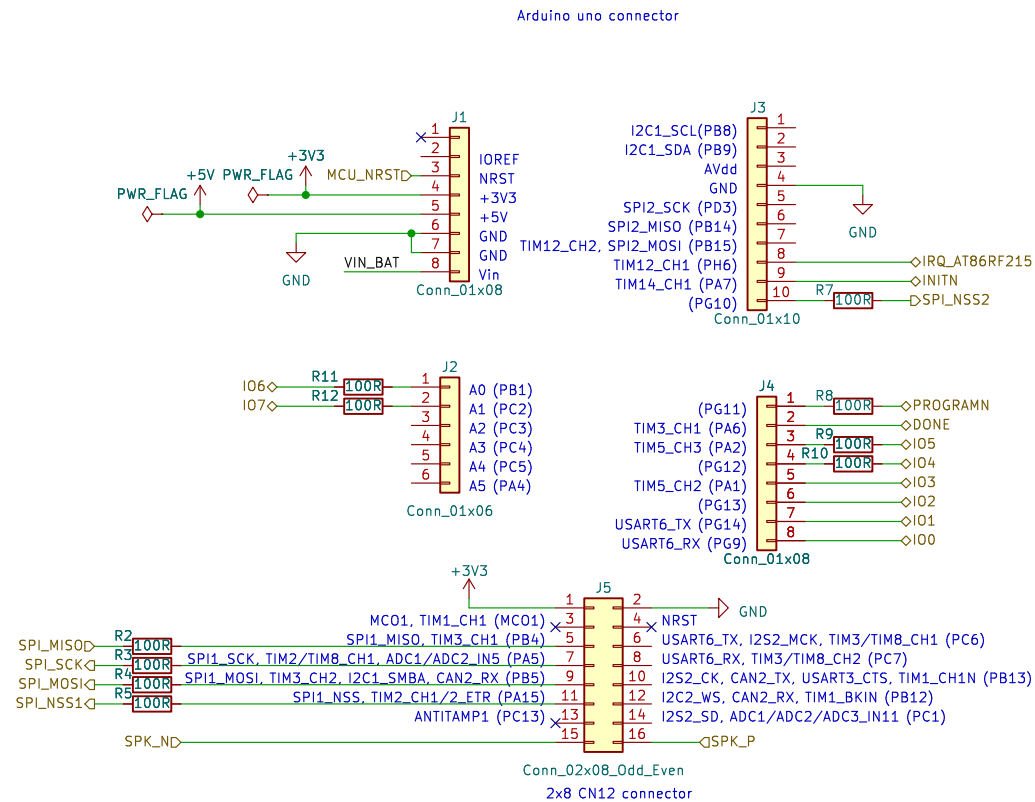 Arduino uno connector
J1
1
2
3
4
5
6
7
8
IOREF
NRST
+3V3
+5V
GND
GND
Vin
Conn_01x08
+3V3
MCU_NRST
+5V
PWR_FLAG
PWR_FLAG
GND
VIN_BAT
J3
I2C1_SCL(PB8)
I2C1_SDA (PB9)
AVdd
GND
SPI2_SCK (PD3)
SPI2_MISO (PB14)
TIM12_CH2, SPI2_MOSI (PB15)
TIM12_CH1 (PH6)
TIM14_CH1 (PA7)
(PG10)
1
2
3
4
5
6
7
8
9
10
Conn_01x10
GND
IRQ_AT86RF215
INITN
R7
100R
SPI_NSS2
J2
IO6
R11
100R
IO7
R12
100R
1
2
3
4
5
6
A0 (PB1)
A1 (PC2)
A2 (PC3)
A3 (PC4)
A4 (PC5)
A5 (PA4)
Conn_01x06
J4
(PG11)
TIM3_CH1 (PA6)
TIM5_CH3 (PA2)
(PG12)
TIM5_CH2 (PA1)
(PG13)
USART6_TX (PG14)
USART6_RX (PG9)
1
2
3
4
5
6
7
8
R8
100R
R9
100R
R10
100R
PROGRAMN
DONE
IO5
IO4
IO3
IO2
IO1
IO0
Conn_01x08
J5
+3V3
GND
MCO1, TIM1_CH1 (MCO1)
SPI1_MISO, TIM3_CH1 (PB4)
SPI1_SCK, TIM2/TIM8_CH1, ADC1/ADC2_IN5 (PA5)
SPI1_MOSI, TIM3_CH2, I2C1_SMBA, CAN2_RX (PB5)
SPI1_NSS, TIM2_CH1/2_ETR (PA15)
ANTITAMP1 (PC13)
1
3
5
7
9
11
13
15
2
4
6
8
10
12
14
16
NRST
USART6_TX, I2S2_MCK, TIM3/TIM8_CH1 (PC6)
USART6_RX, TIM3/TIM8_CH2 (PC7)
I2S2_CK, CAN2_TX, USART3_CTS, TIM1_CH1N (PB13)
I2C2_WS, CAN2_RX, TIM1_BKIN (PB12)
I2S2_SD, ADC1/ADC2/ADC3_IN11 (PC1)
SPI_MISO
R2
100R
SPI_SCK
R3
100R
SPI_MOSI
R4
100R
SPI_NSS1
R5
100R
SPK_N
SPK_P
Conn_02x08_Odd_Even
2x8 CN12 connector